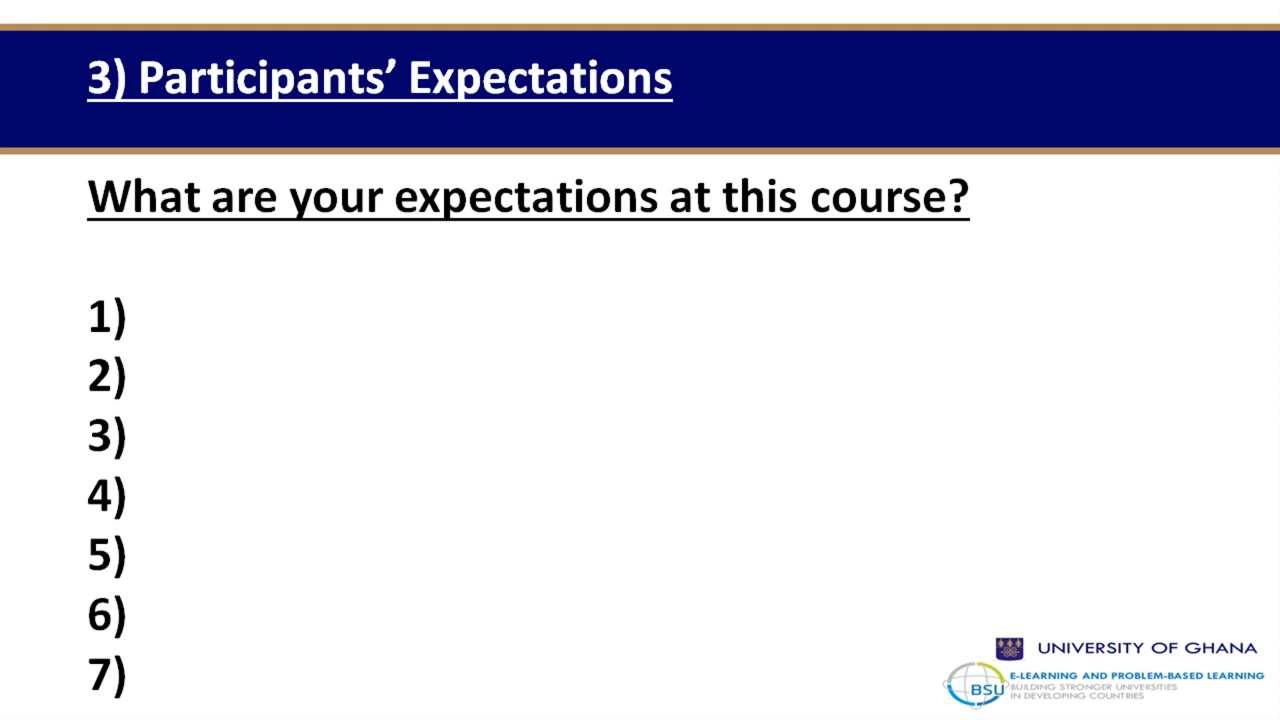 3) Participants’ Expectations
What are your expectations at this course?
1)
2)
3)
4)
5)
6)
7)
UNIVERSITY OF GHANA
BSU
E-LEARNING AND PROBLEM-BASED LEARNING
BUILDING STRONGER UNIVERSITIES
IN DEVELOPING COUNTRIES